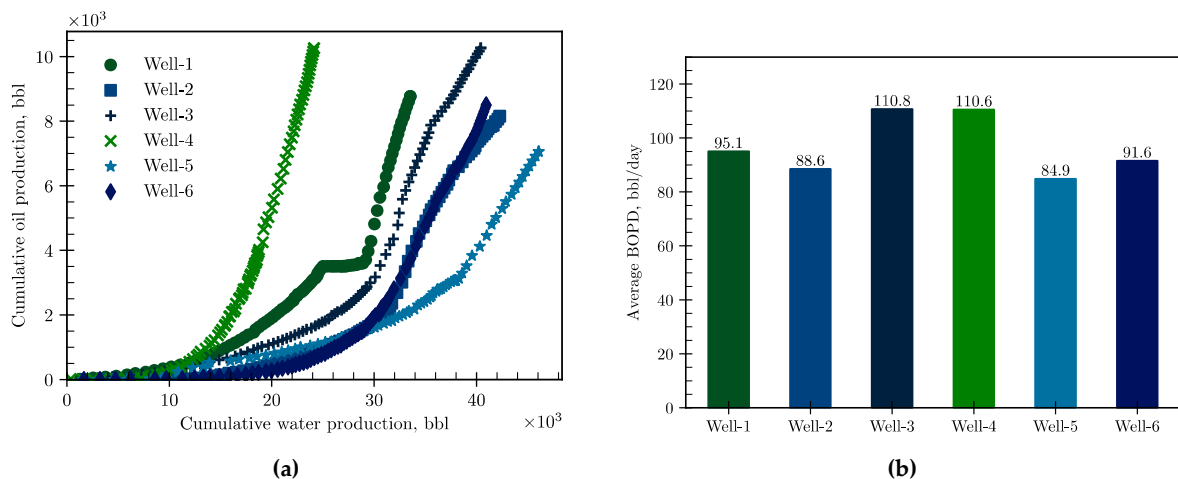 ×10³
Cumulative oil production, bbl
10
8
6
4
2
0
Well-1
Well-2
Well-3
Well-4
Well-5
Well-6
0 10 20 30 40
Cumulative water production, bbl ×10³
(a)
Average BOPD, bbl/day
120
100
80
60
40
20
0
95.1
88.6
110.8
110.6
84.9
91.6
Well-1 Well-2 Well-3 Well-4 Well-5 Well-6
(b)